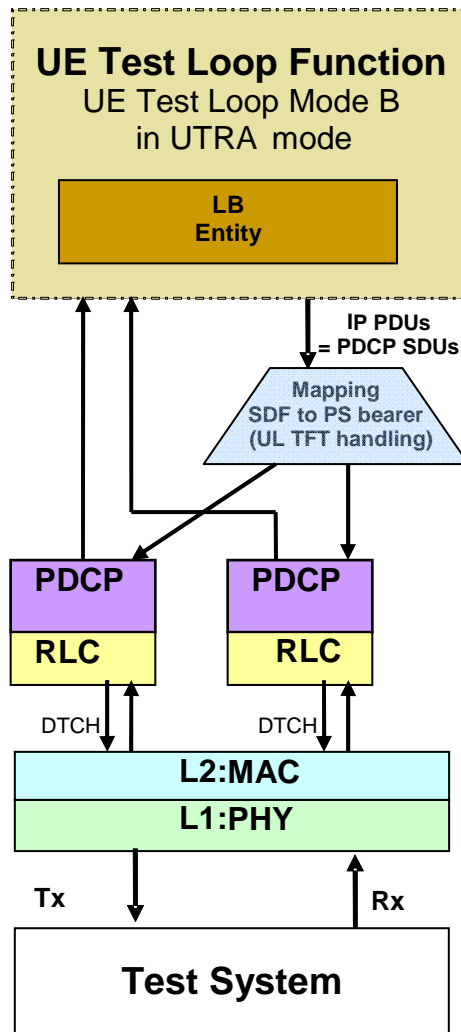 UE Test Loop Function
UE Test Loop Mode B
in UTRA mode
LB
Entity
IP PDUs
= PDCP SDUs
Mapping
SDF to PS bearer
(UL TFT handling)
PDCP
PDCP
RLC
RLC
DTCH
DTCH
L2:MAC
L1:PHY
Tx
Rx
Test System